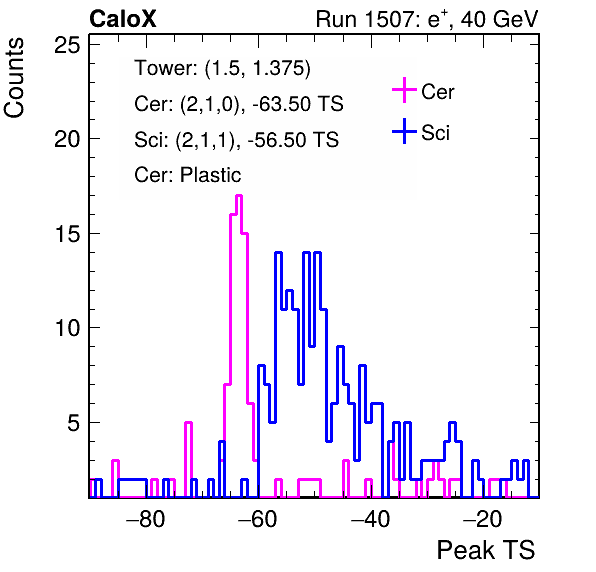 CaloX Run 1507: e⁺, 40 GeV
Counts
25
20
15
10
5
Tower: (1.5, 1.375)
Cer: (2,1,0), -63.50 TS
Sci: (2,1,1), -56.50 TS
Cer: Plastic
Cer
Sci
−80 −60 −40 −20
Peak TS